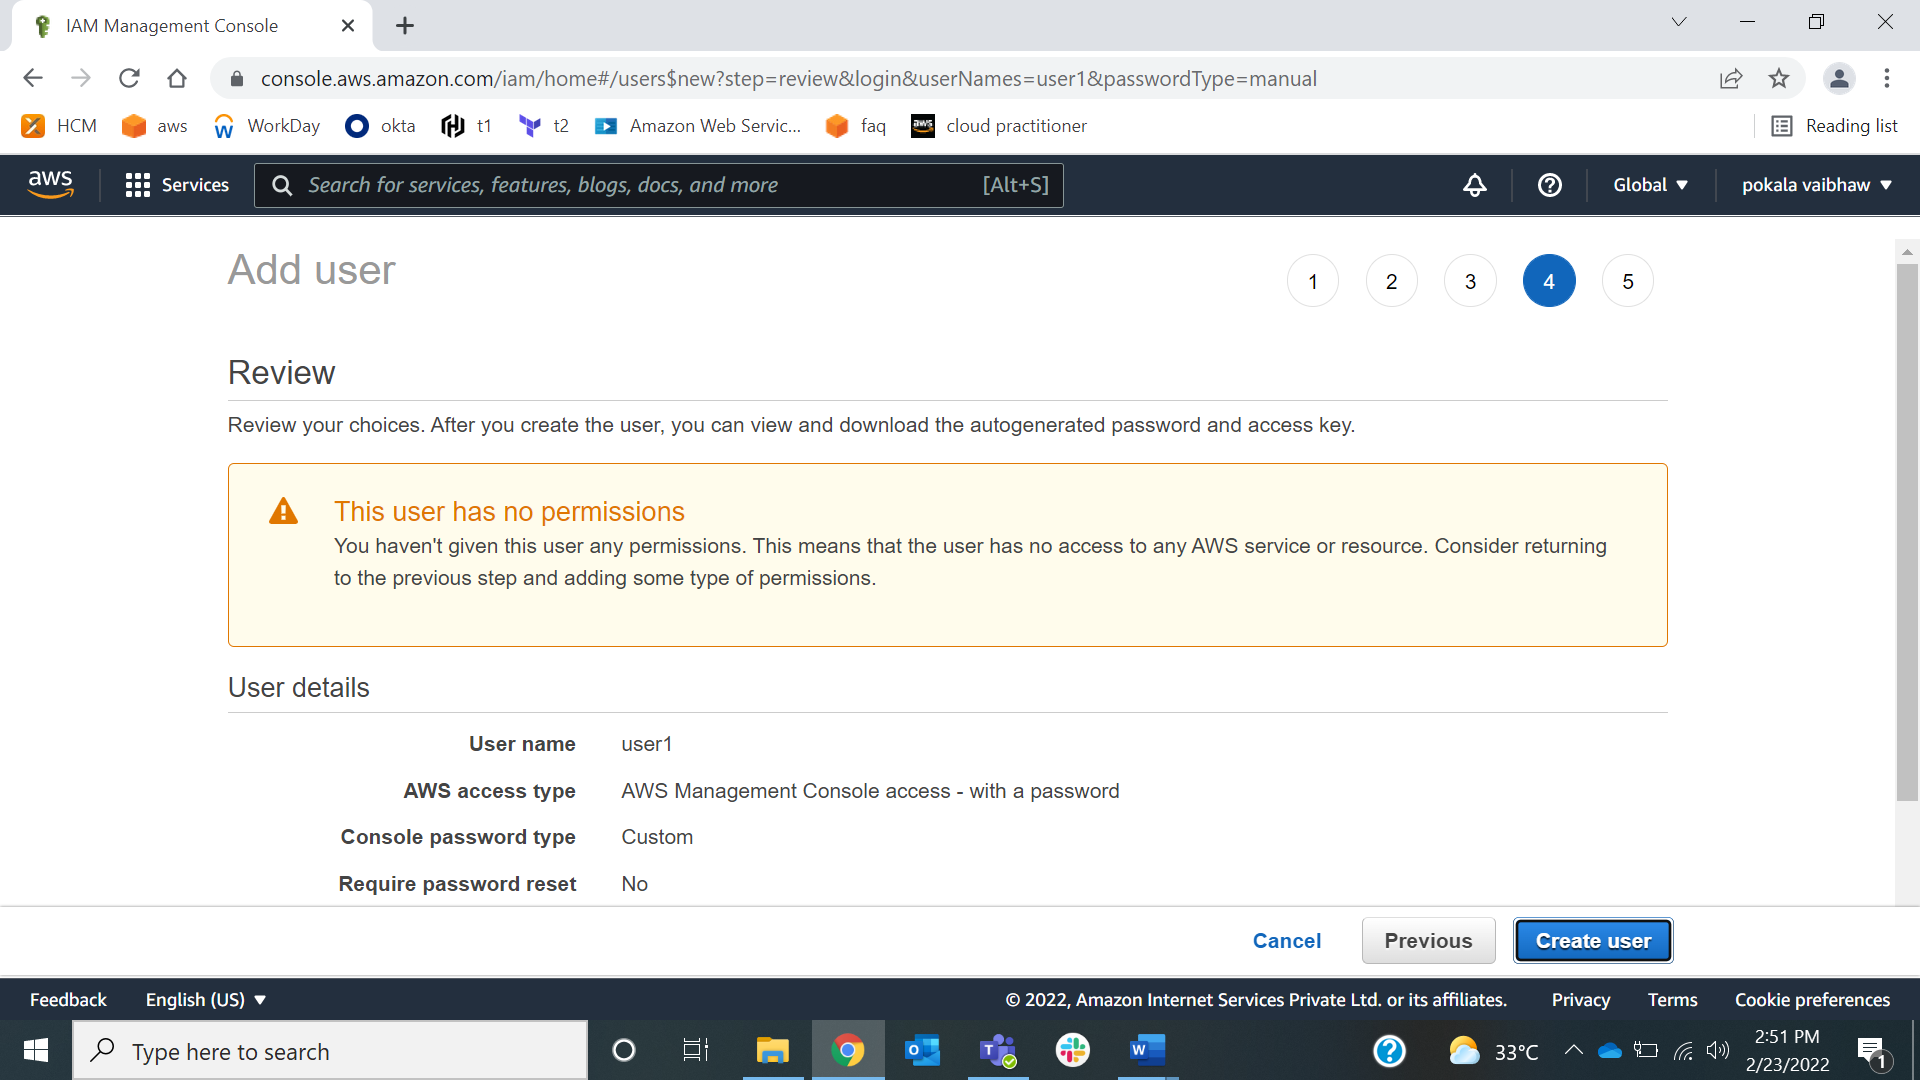 IAM Management Console
console.aws.amazon.com/iam/home#/users$new?step=review&login&userNames=user1&passwordType=manual
HCM aws WorkDay okta t1 t2 Amazon Web Servic... faq aws cloud practitioner Reading list
aws Services Search for services, features, blogs, docs, and more [Alt+S] Global pokala vaibhaw
Add user 1 2 3 4 5
Review
Review your choices. After you create the user, you can view and download the autogenerated password and access key.
This user has no permissions
You haven't given this user any permissions. This means that the user has no access to any AWS service or resource. Consider returning
to the previous step and adding some type of permissions.
User details
User name user1
AWS access type AWS Management Console access - with a password
Console password type Custom
Require password reset No
Cancel Previous Create user
Feedback English (US) © 2022, Amazon Internet Services Private Ltd. or its affiliates. Privacy Terms Cookie preferences
Type here to search 33°C 2:51 PM
2/23/2022 1